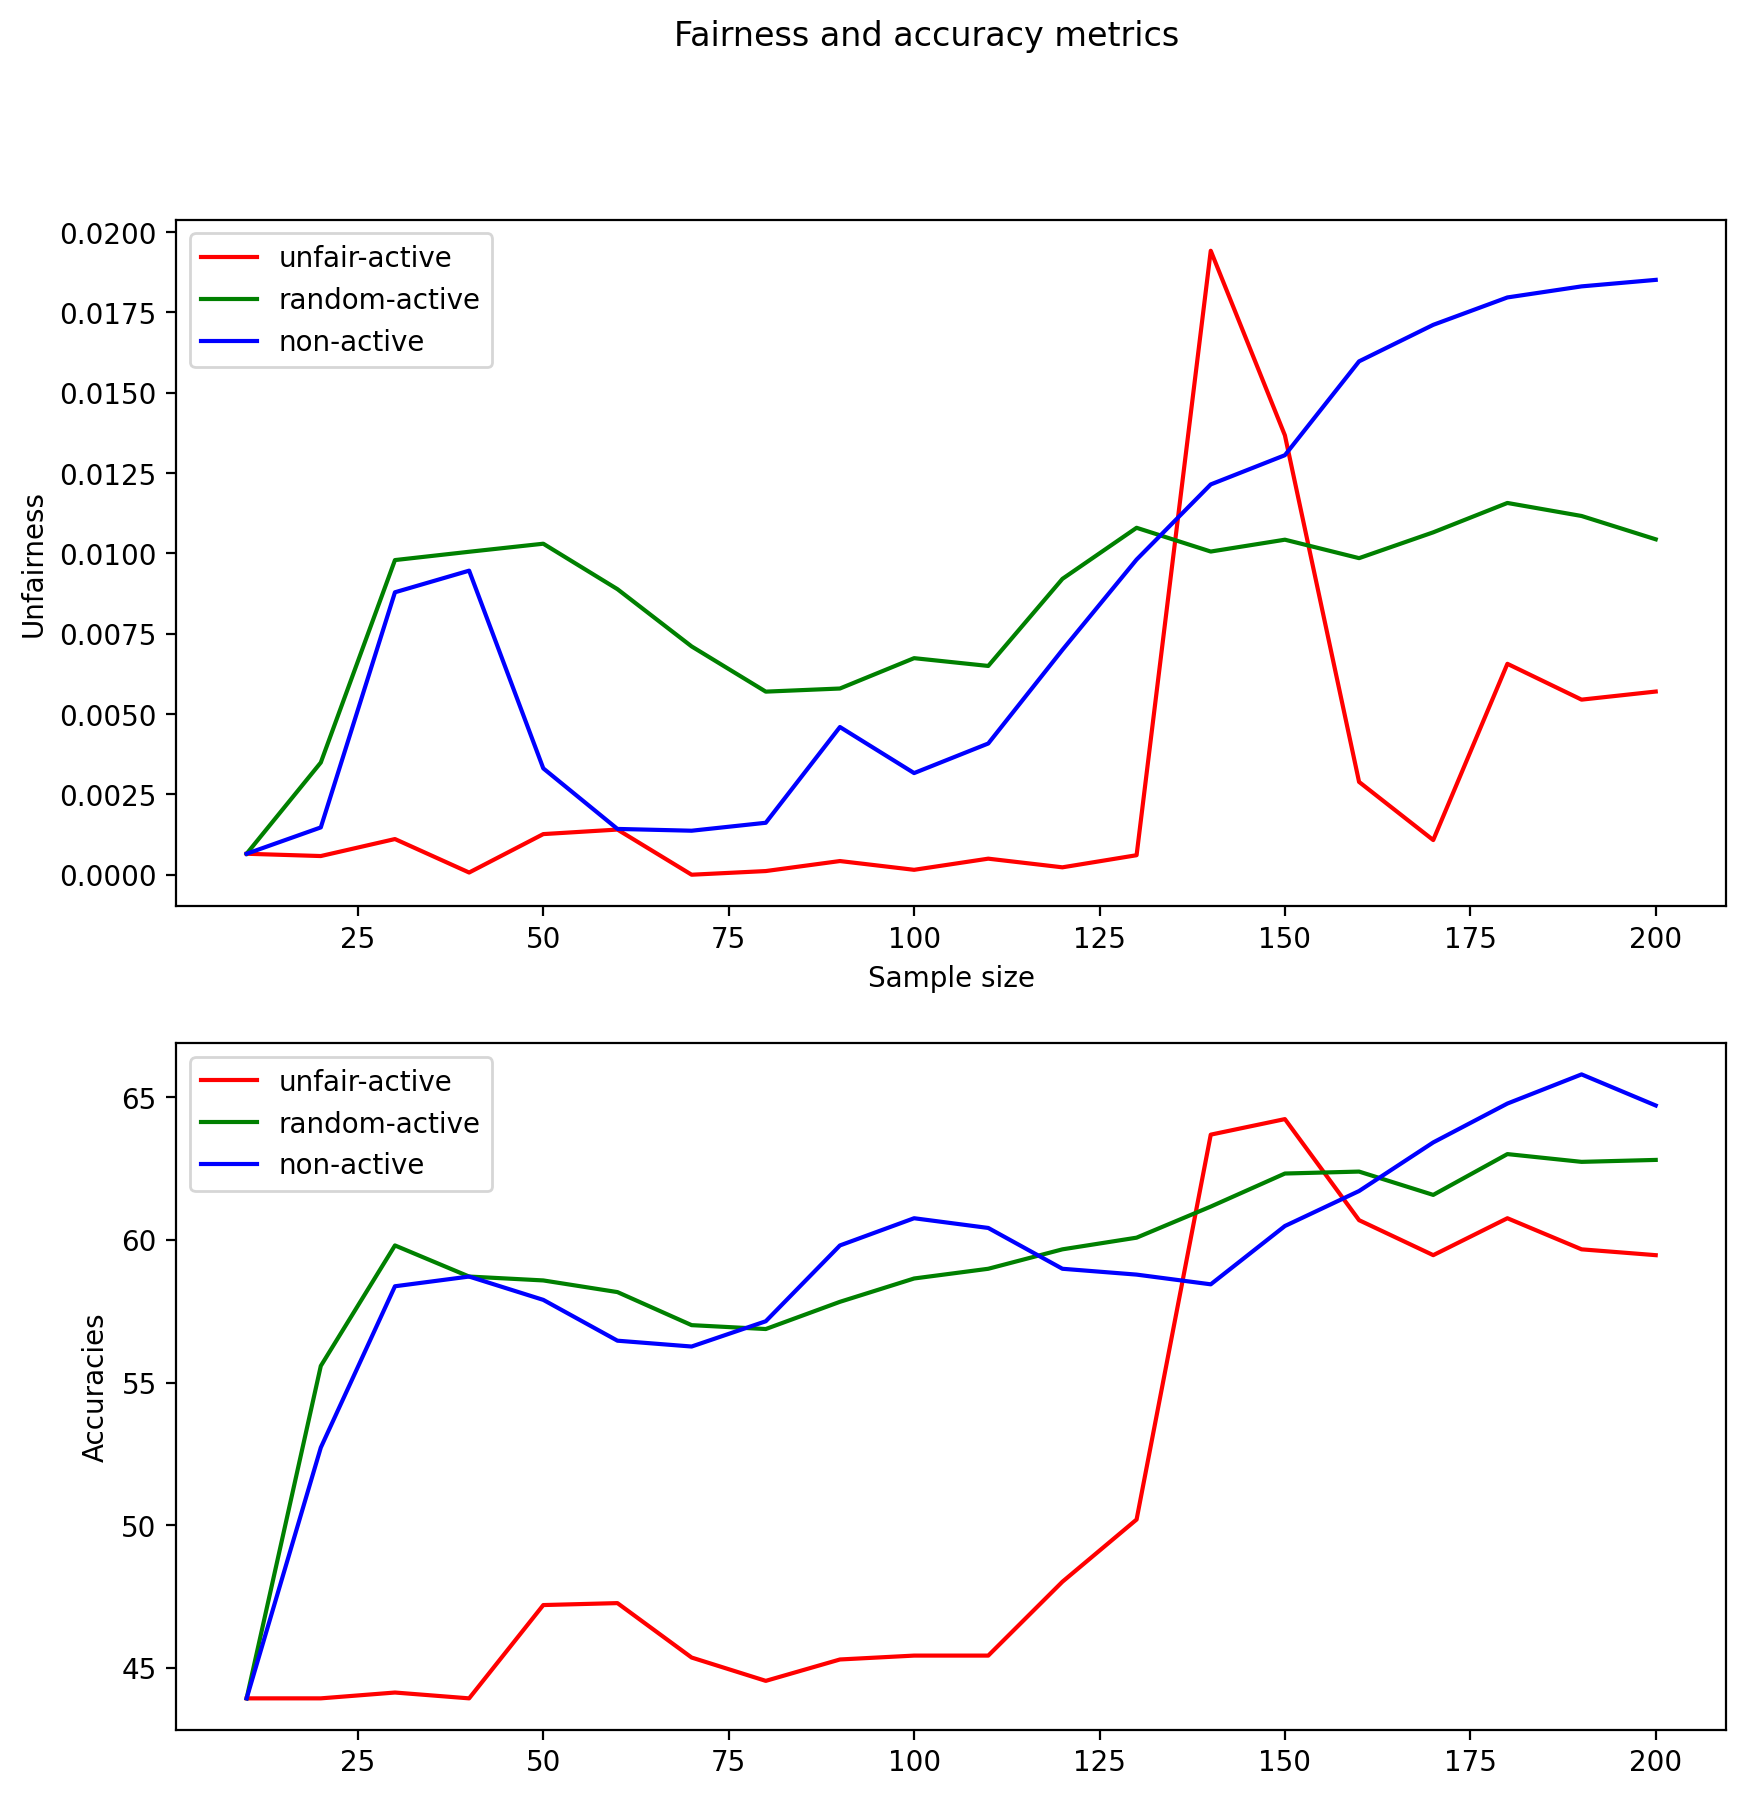 Fairness and accuracy metrics
0.0200
0.0175
0.0150
0.0125
0.0100
0.0075
0.0050
0.0025
0.0000
Unfairness
unfair-active
random-active
non-active
25 50 75 100 125 150 175 200
Sample size
65
60
55
50
45
Accuracies
unfair-active
random-active
non-active
25 50 75 100 125 150 175 200